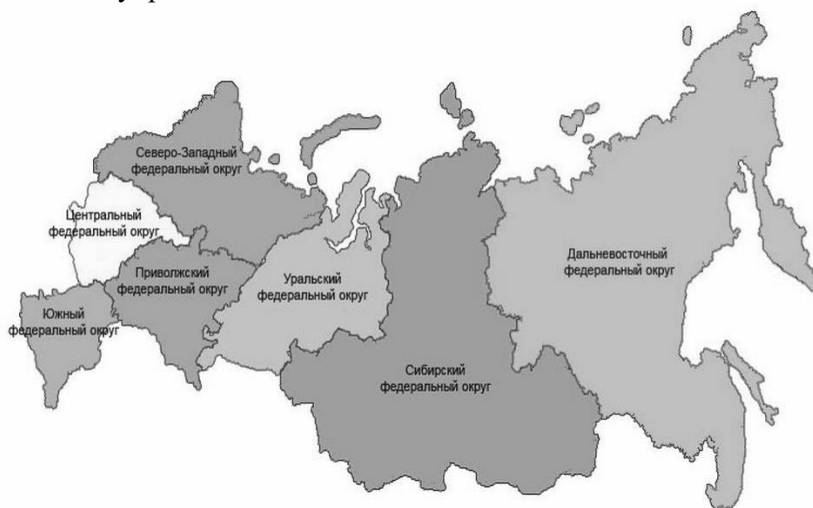 Северо-Западный
федеральный округ
Центральный
федеральный округ
Приволжский
федеральный округ
Уральский
федеральный округ
Дальневосточный
федеральный округ
Южный
федеральный округ
Сибирский
федеральный округ